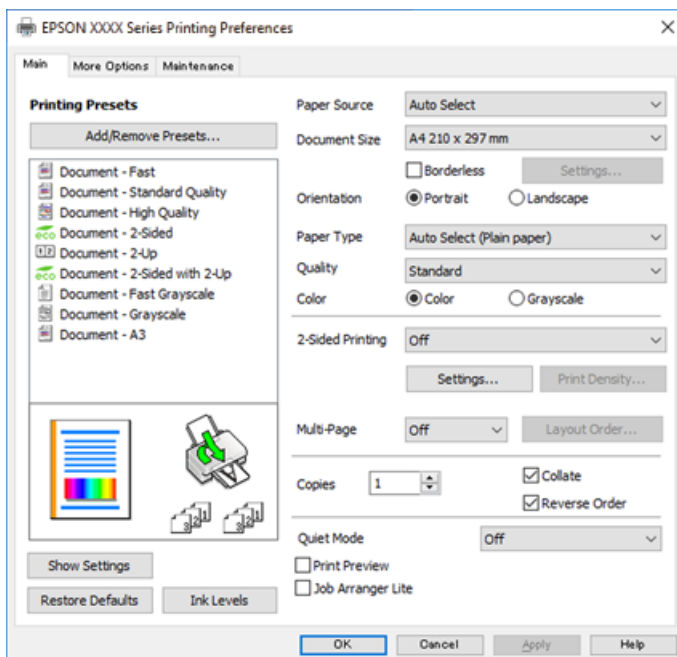 EPSON XXXX Series Printing Preferences
Main More Options Maintenance
Printing Presets
Add/Remove Presets...
Document - Fast
Document - Standard Quality
Document - High Quality
Document - 2-Sided
Document - 2-Up
Document - 2-Sided with 2-Up
Document - Fast Grayscale
Document - Grayscale
Document - A3
Show Settings
Restore Defaults Ink Levels
Paper Source Auto Select
Document Size A4 210 x 297 mm
Borderless Settings...
Orientation Portrait Landscape
Paper Type Auto Select (Plain paper)
Quality Standard
Color Color Grayscale
2-Sided Printing Off
Settings... Print Density...
Multi-Page Off Layout Order...
Copies 1 Collate
Reverse Order
Quiet Mode Off
Print Preview
Job Arranger Lite
OK Cancel Apply Help